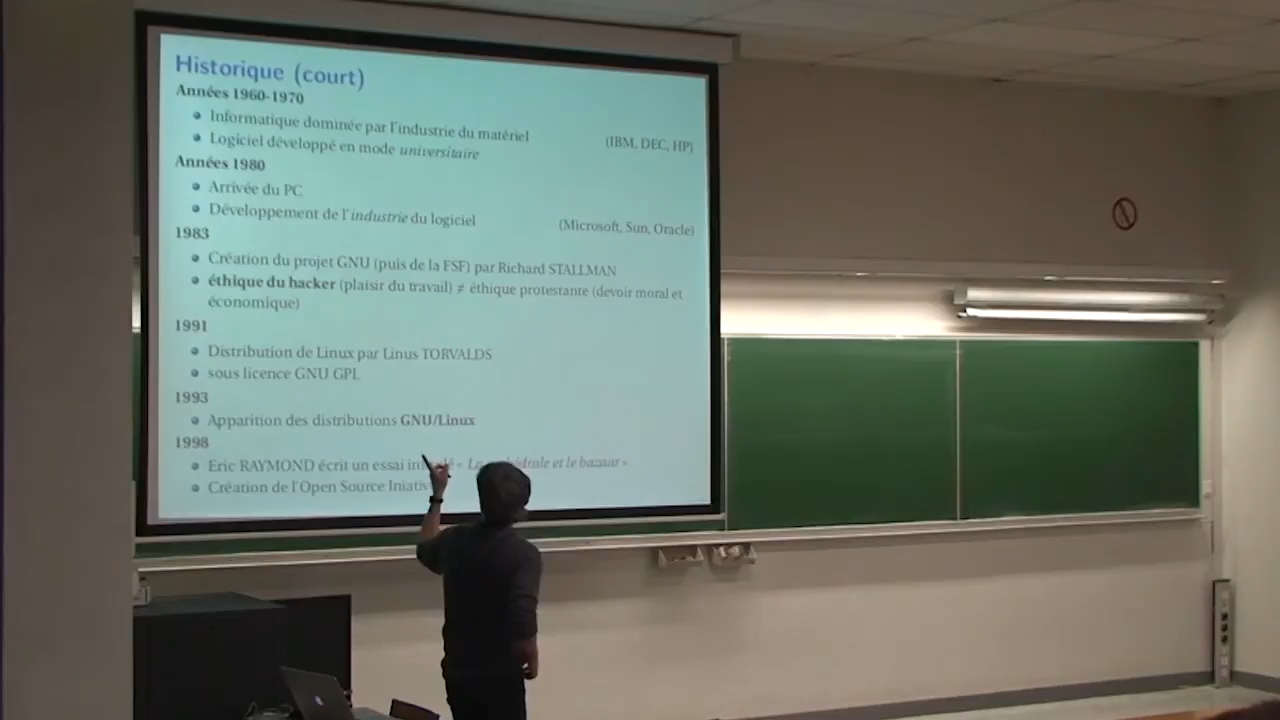 Historique (court)
Années 1960-1970
Informatique dominée par l'industrie du matériel (IBM, DEC, HP)
Logiciel développé en mode universitaire
Années 1980
Arrivée du PC
Développement de l'industrie du logiciel (Microsoft, Sun, Oracle)
1983
Création du projet GNU (puis de la FSF) par Richard STALLMAN
éthique du hacker (plaisir du travail) ≠ éthique protestante (devoir moral et
économique)
1991
Distribution de Linux par Linus TORVALDS
sous licence GNU GPL
1993
Apparition des distributions GNU/Linux
1998
Eric RAYMOND écrit un essai « et le bazaar »
Création de l'Open Source